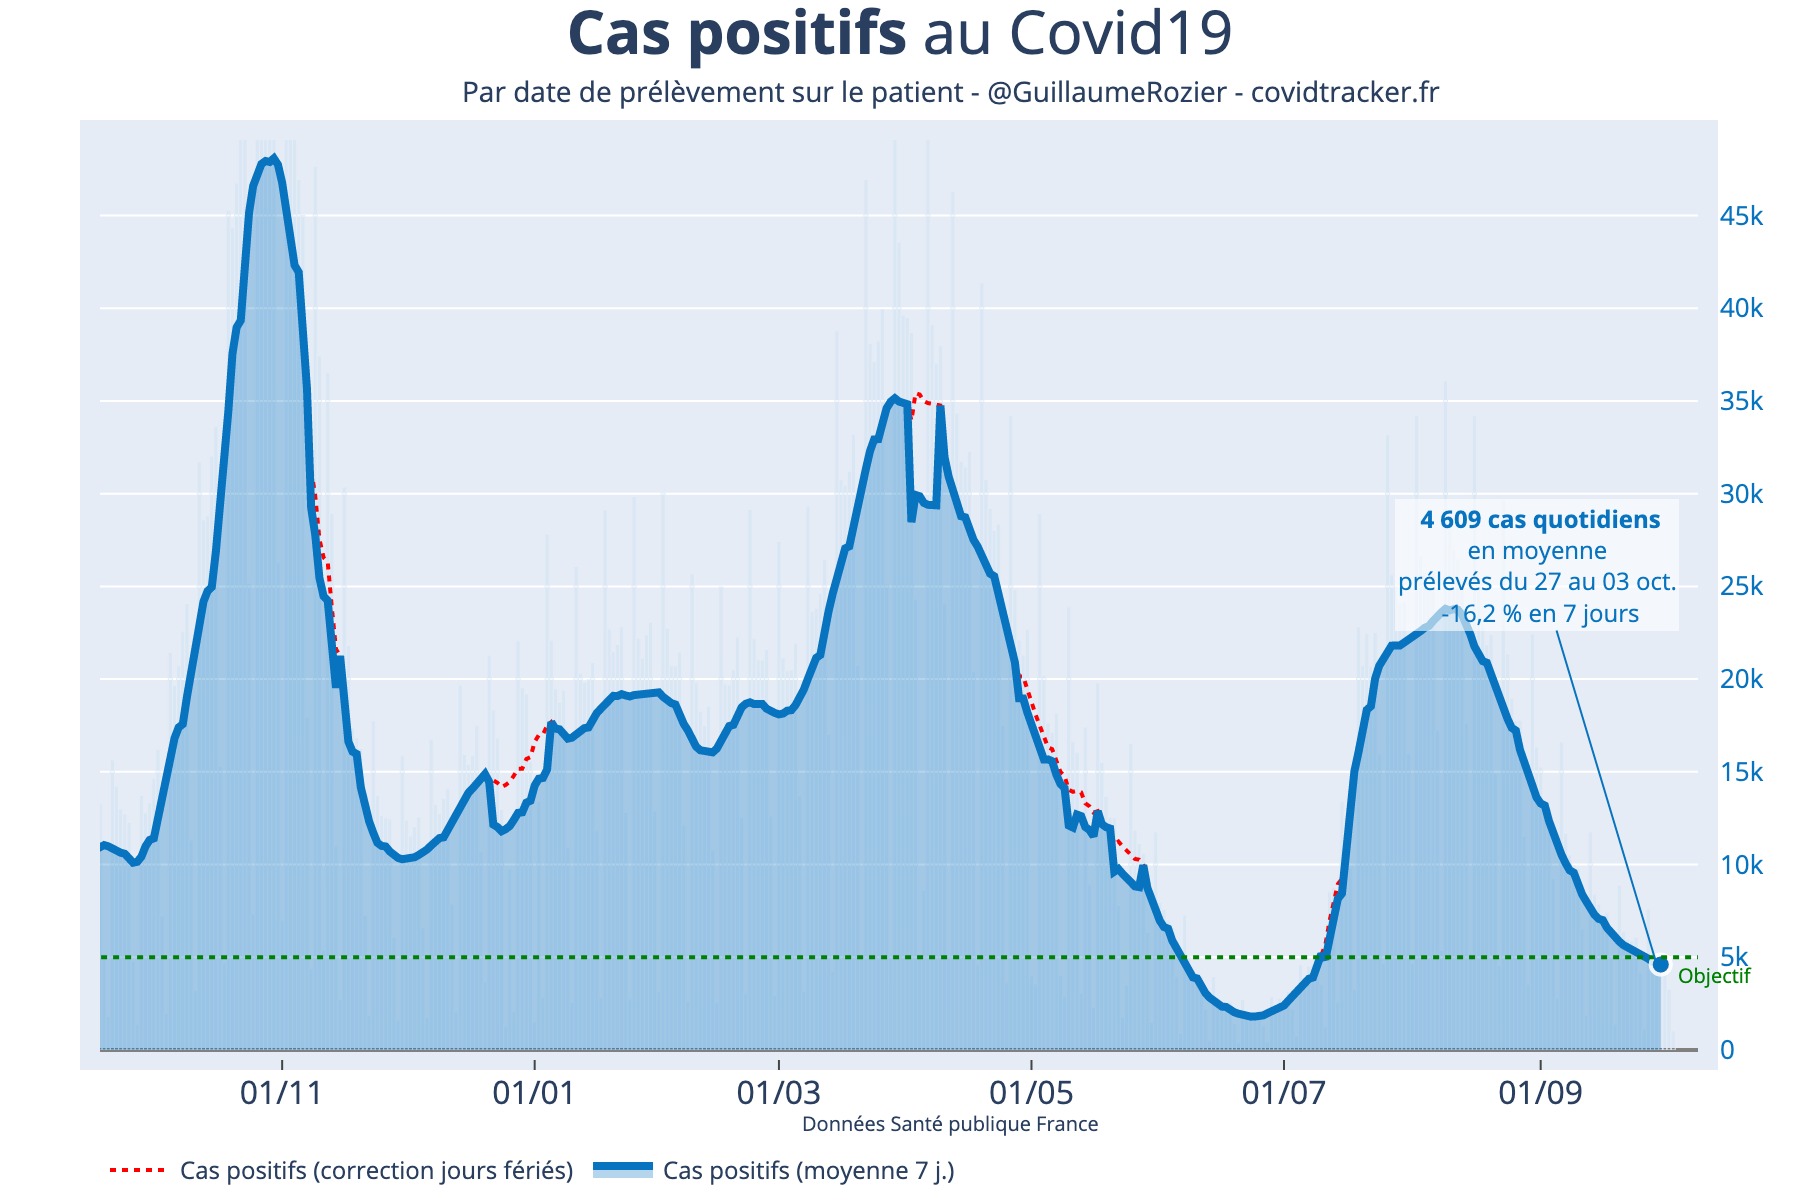 Cas positifs au Covid19
Par date de prélèvement sur le patient - @GuillaumeRozier - covidtracker.fr
45k
40k
35k
30k
4 609 cas quotidiens
en moyenne
prélevés du 27 au 03 oct.
-16,2 % en 7 jours
25k
20k
15k
10k
5k
Objectif
0
01/11 01/01 01/03 01/05 01/07 01/09
Données Santé publique France
Cas positifs (correction jours fériés) Cas positifs (moyenne 7 j.)